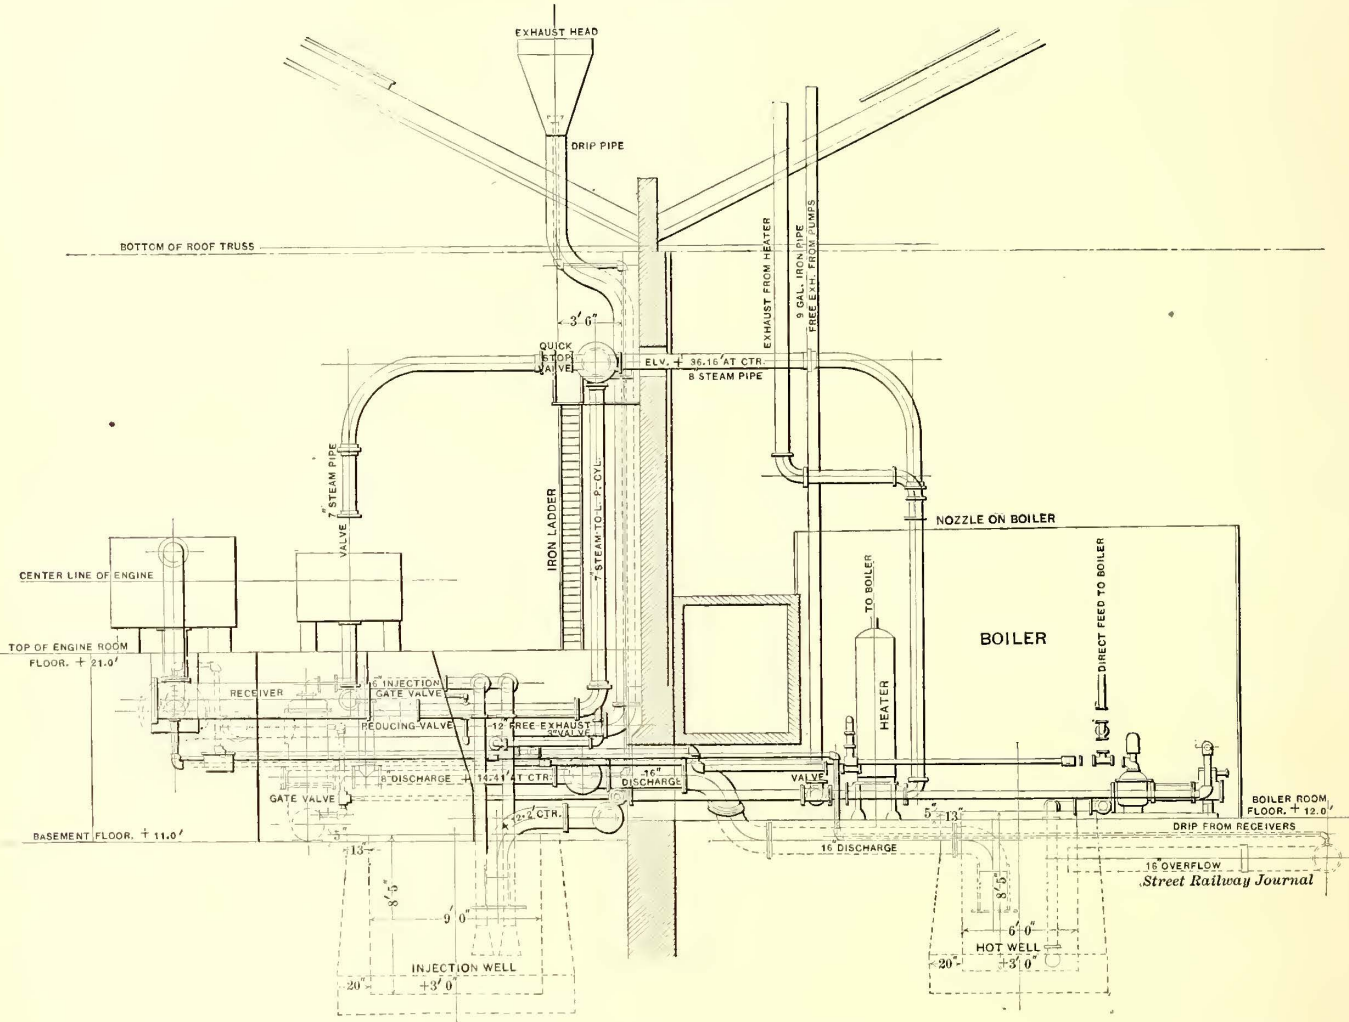 EXHAUST HEAD
DRIP PIPE
BOTTOM OF ROOF TRUSS
EXHAUST FROM HEATER
9 GAL. IRON PIPE
FREE EXH. FROM PUMPS
3' 6"
QUICK
STOP
VALVE
ELV. + 36.16' AT CTR.
8 STEAM PIPE
7" STEAM PIPE
VALVE
IRON LADDER
7" STEAM TO L. P. CYL.
NOZZLE ON BOILER
CENTER LINE OF ENGINE
TO BOILER
DIRECT FEED TO BOILER
BOILER
TOP OF ENGINE ROOM
FLOOR. + 21.0'
RECEIVER
6" INJECTION
GATE VALVE
HEATER
REDUCING VALVE
12" FREE EXHAUST
3" VALVE
8" DISCHARGE + 14.41' AT CTR.
16"
DISCHARGE
VALVE
GATE VALVE
BOILER ROOM
FLOOR. + 12.0'
+2.2' CTR.
5"
13"
BASEMENT FLOOR. + 11.0'
5"
13"
DRIP FROM RECEIVERS
16" DISCHARGE
16" OVERFLOW
Street Railway Journal
8' 5"
8' 5"
9' 0"
6' 0"
HOT WELL
INJECTION WELL
20"
+3' 0"
20"
+3' 0"